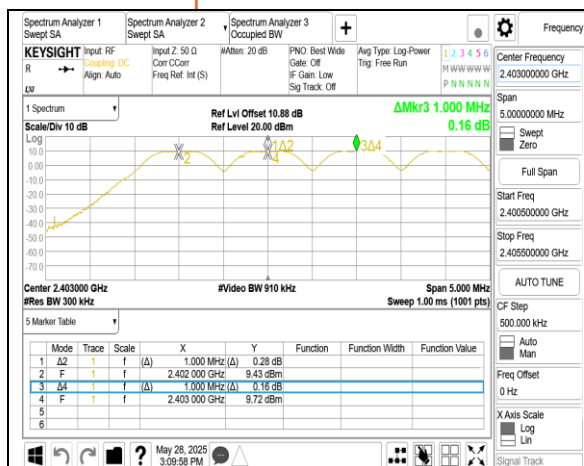 Spectrum Analyzer 1
Swept SA
Spectrum Analyzer 2
Swept SA
Spectrum Analyzer 3
Occupied BW
+
Frequency
KEYSIGHT
R
Input: RF
Coupling: DC
Align: Auto
Input Z: 50 Ω
Corr CCorr
Freq Ref: Int (S)
#Atten: 20 dB
PNO: Best Wide
Gate: Off
IF Gain: Low
Sig Track: Off
Avg Type: Log-Power
Trig: Free Run
1 2 3 4 5 6
M W W W W W
P N N N N N
1 Spectrum
Scale/Div 10 dB
Ref Lvl Offset 10.88 dB
Ref Level 20.00 dBm
ΔMkr3 1.000 MHz
0.16 dB
Log
10.0
0.00
-10.0
-20.0
-30.0
-40.0
-50.0
-60.0
-70.0
2
1Δ2
4
3Δ4
Center 2.403000 GHz
#Res BW 300 kHz
#Video BW 910 kHz
Span 5.000 MHz
Sweep 1.00 ms (1001 pts)
5 Marker Table
Mode Trace Scale X Y Function Function Width Function Value
1 Δ2 1 f (Δ) 1.000 MHz (Δ) 0.28 dB
2 F 1 f 2.402 000 GHz 9.43 dBm
3 Δ4 1 f (Δ) 1.000 MHz (Δ) 0.16 dB
4 F 1 f 2.403 000 GHz 9.72 dBm
5
6
May 28, 2025
3:09:58 PM
Center Frequency
2.403000000 GHz
Span
5.00000000 MHz
Swept
Zero
Full Span
Start Freq
2.400500000 GHz
Stop Freq
2.405500000 GHz
AUTO TUNE
CF Step
500.000 kHz
Auto
Man
Freq Offset
0 Hz
X Axis Scale
Log
Lin
Signal Track